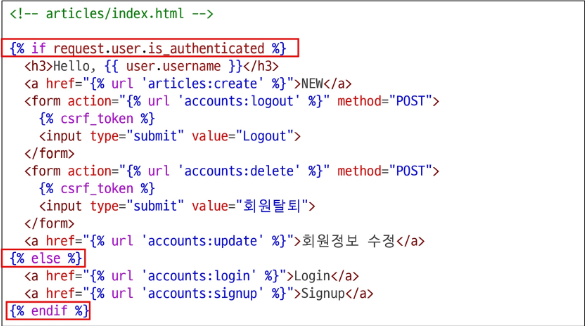 <!-- articles/index.html -->
{% if request.user.is_authenticated %}
<h3>Hello, {{ user.username }}</h3>
<a href="{% url 'articles:create' %}">NEW</a>
<form action="{% url 'accounts:logout' %}" method="POST">
{% csrf_token %}
<input type="submit" value="Logout">
</form>
<form action="{% url 'accounts:delete' %}" method="POST">
{% csrf_token %}
<input type="submit" value="회원탈퇴">
</form>
<a href="{% url 'accounts:update' %}">회원정보 수정</a>
{% else %}
<a href="{% url 'accounts:login' %}">Login</a>
<a href="{% url 'accounts:signup' %}">Signup</a>
{% endif %}